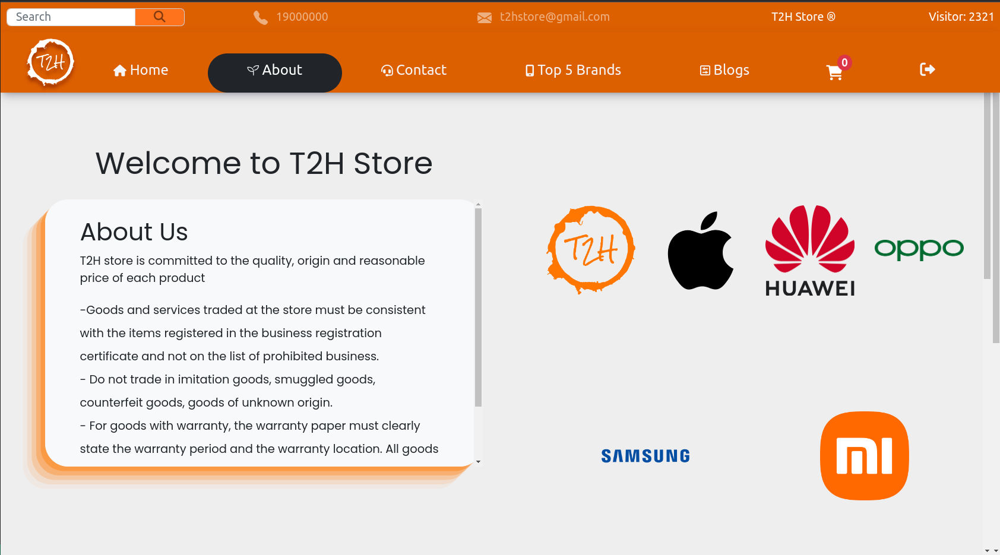 Search
19000000
t2hstore@gmail.com
T2H Store ®
Visitor: 2321
T2H
Home
About
Contact
Top 5 Brands
Blogs
0
Welcome to T2H Store
About Us
T2H store is committed to the quality, origin and reasonable
price of each product
-Goods and services traded at the store must be consistent
with the items registered in the business registration
certificate and not on the list of prohibited business.
- Do not trade in imitation goods, smuggled goods,
counterfeit goods, goods of unknown origin.
- For goods with warranty, the warranty paper must clearly
state the warranty period and the warranty location. All goods
T2H
HUAWEI
oppo
SAMSUNG
mi